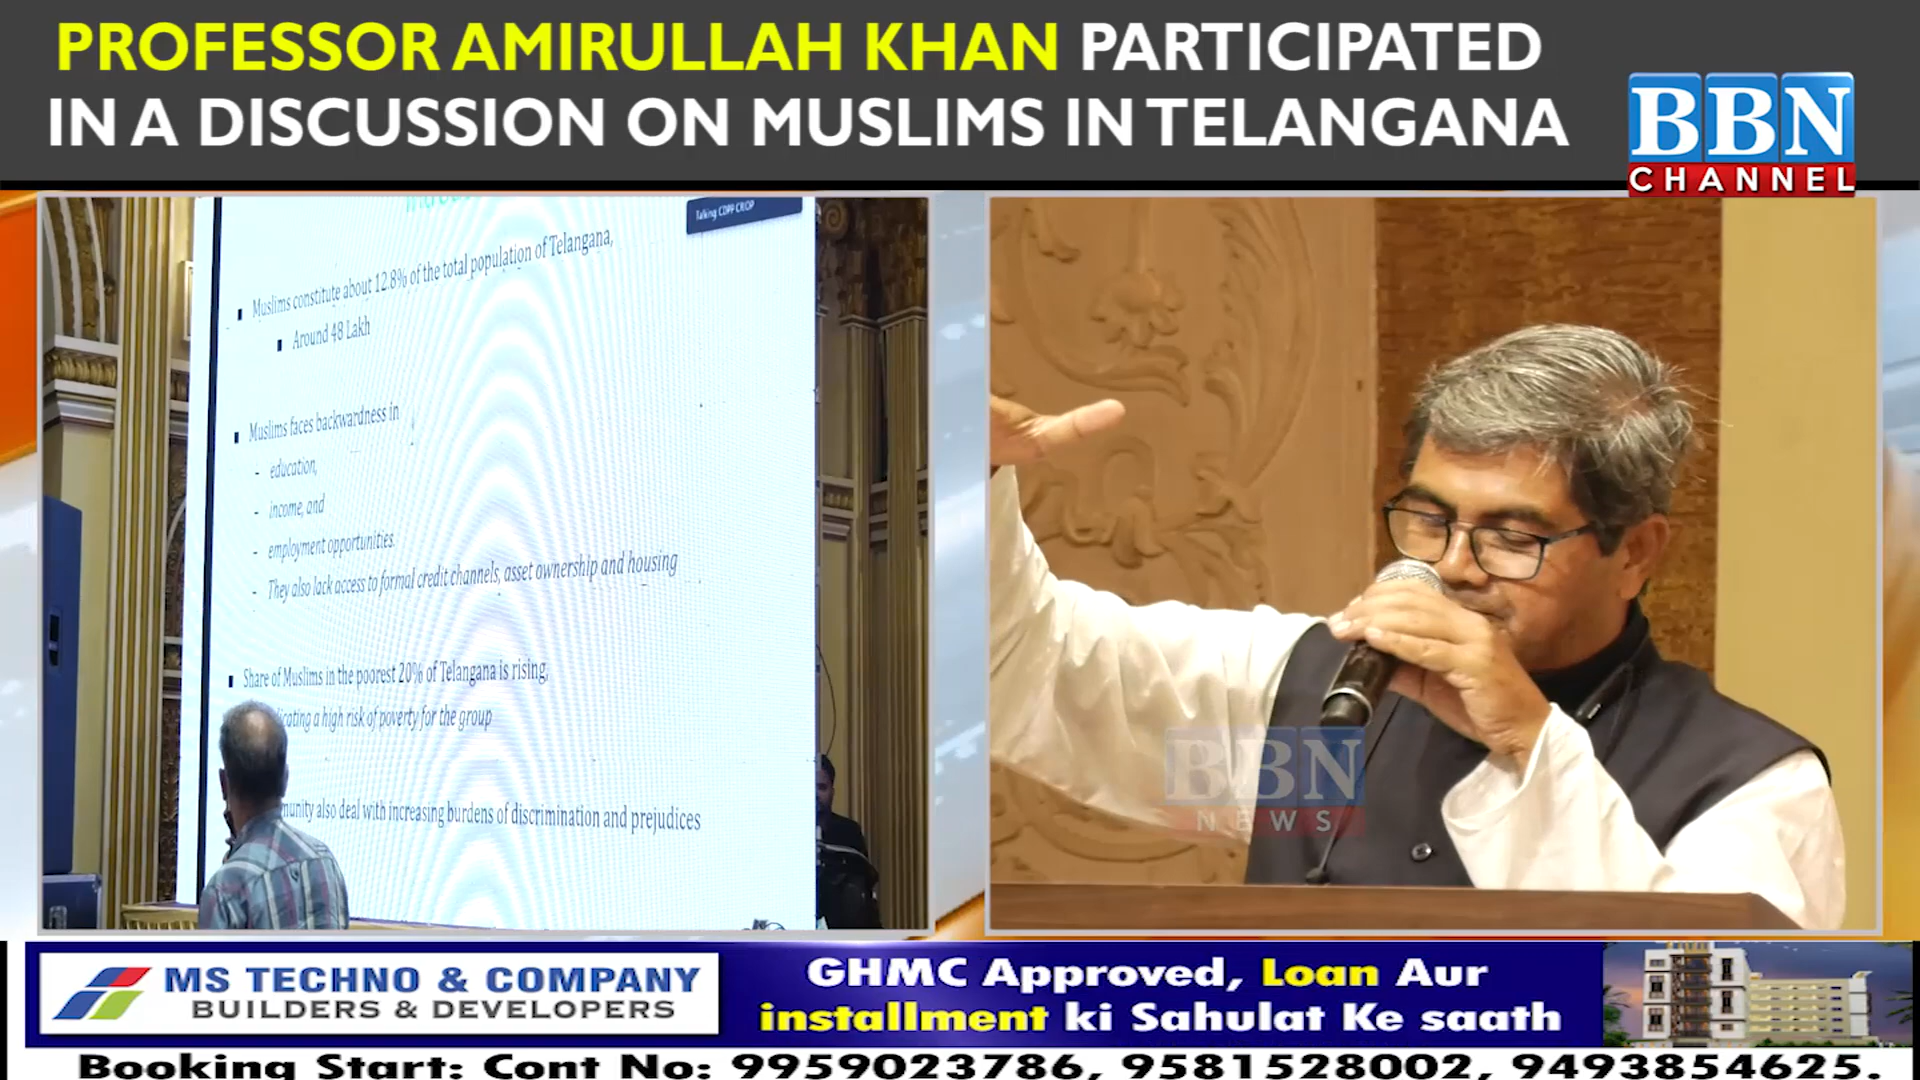 PROFESSOR AMIRULLAH KHAN PARTICIPATED
IN A DISCUSSION ON MUSLIMS IN TELANGANA
BBN
CHANNEL
Talking CDPP CRCIP
Muslims constitute about 12.8% of the total population of Telangana,
Around 48 Lakh
Muslims faces backwardness in
- education,
- income, and
- employment opportunities.
- They also lack access to formal credit channels, asset ownership and housing
Share of Muslims in the poorest 20% of Telangana is rising,
a high risk of poverty for the group
also deal with increasing burdens of discrimination and prejudices
BBN
NEWS
MS TECHNO & COMPANY
BUILDERS & DEVELOPERS
GHMC Approved, Loan Aur
installment ki Sahulat Ke saath
Booking Start: Cont No: 9959023786, 9581528002, 9493854625.